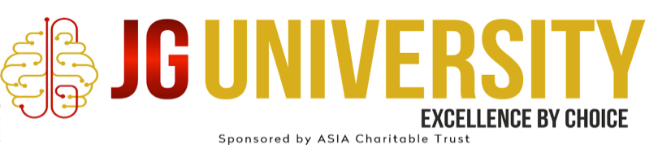 JG UNIVERSITY
EXCELLENCE BY CHOICE
Sponsored by ASIA Charitable Trust